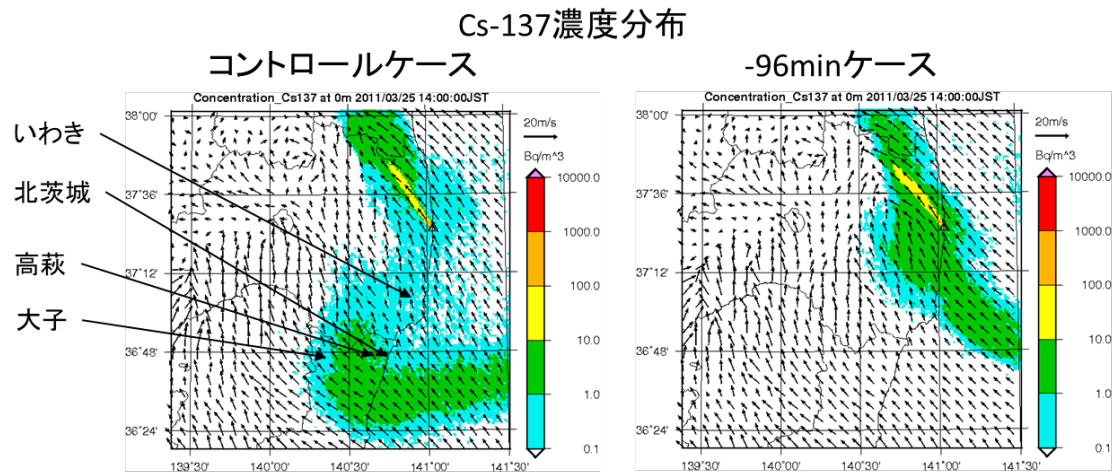 Cs-137濃度分布
コントロールケース
-96minケース
Concentration_Cs137 at 0m 2011/03/25 14:00:00JST
いわき
北茨城
高萩
大子
38°00'
37°36'
37°12'
36°48'
36°24'
139°30'
140°00'
140°30'
141°00'
141°30'
20m/s
Bq/m^3
10000.0
1000.0
100.0
10.0
1.0
0.1
Concentration_Cs137 at 0m 2011/03/25 14:00:00JST
38°00'
37°36'
37°12'
36°48'
36°24'
139°30'
140°00'
140°30'
141°00'
141°30'
20m/s
Bq/m^3
10000.0
1000.0
100.0
10.0
1.0
0.1